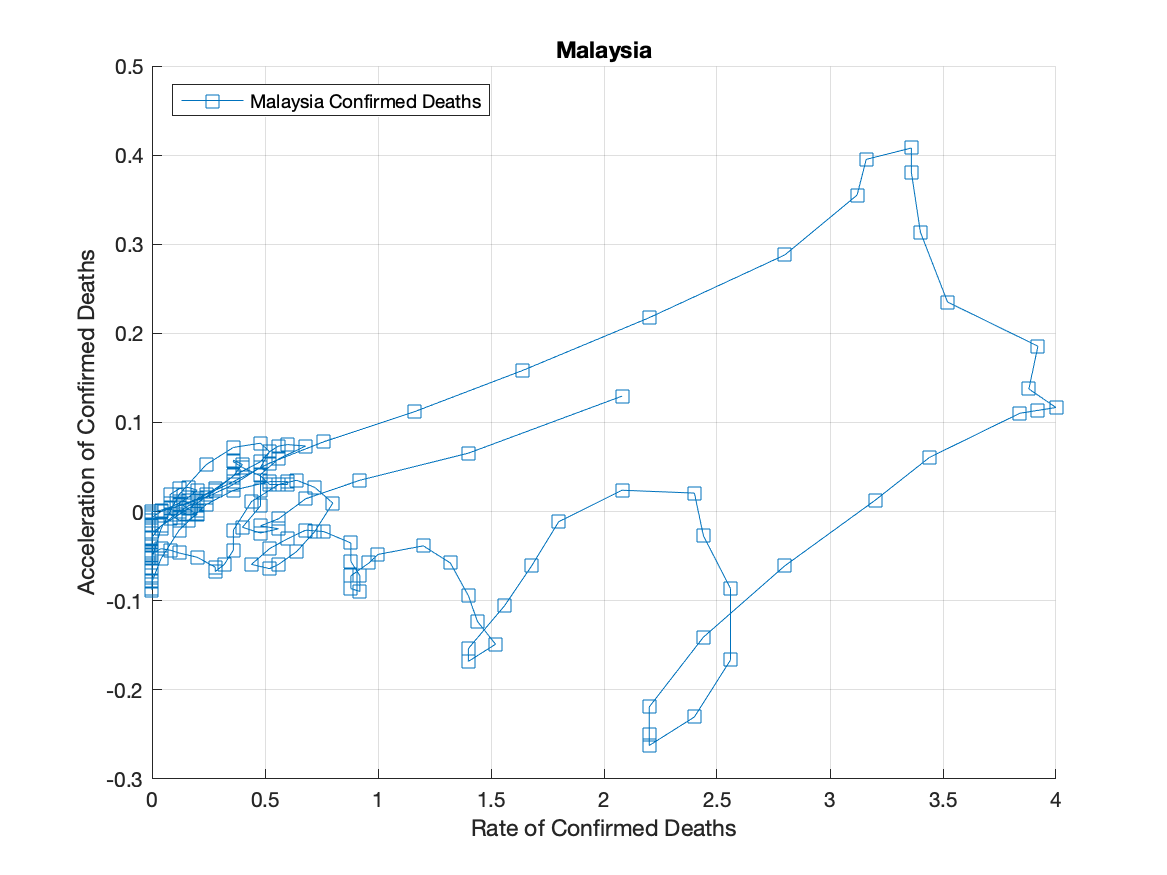 Malaysia
0.5
Malaysia Confirmed Deaths
0.4
0.3
0.2
0.1
0
-0.1
-0.2
-0.3
Acceleration of Confirmed Deaths
0 0.5 1 1.5 2 2.5 3 3.5 4
Rate of Confirmed Deaths